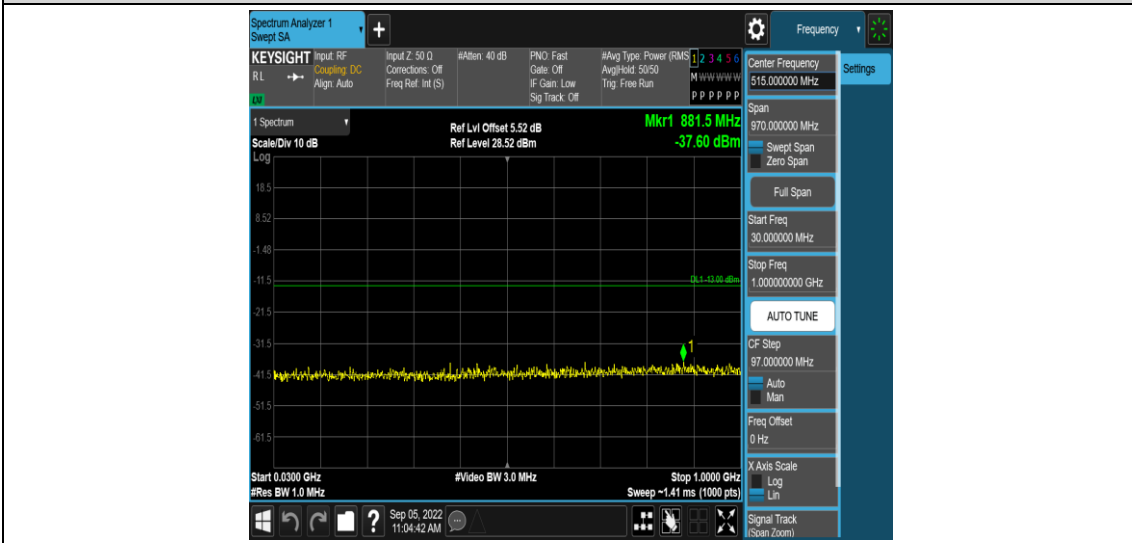 Spectrum Analyzer 1
Swept SA
+
Frequency
KEYSIGHT
RL
LXI
Input: RF
Coupling: DC
Align: Auto
Input Z: 50 Ω
Corrections: Off
Freq Ref: Int (S)
#Atten: 40 dB
PNO: Fast
Gate: Off
IF Gain: Low
Sig Track: Off
#Avg Type: Power (RMS
Avg|Hold: 50/50
Trig: Free Run
1 2 3 4 5 6
M W W W W W
P P P P P P
Center Frequency
515.000000 MHz
Settings
Span
970.000000 MHz
Swept Span
Zero Span
Full Span
Start Freq
30.000000 MHz
Stop Freq
1.000000000 GHz
AUTO TUNE
CF Step
97.000000 MHz
Auto
Man
Freq Offset
0 Hz
X Axis Scale
Log
Lin
Signal Track
(Span Zoom)
1 Spectrum
Scale/Div 10 dB
Log
Ref Lvl Offset 5.52 dB
Ref Level 28.52 dBm
Mkr1 881.5 MHz
-37.60 dBm
18.5
8.52
-1.48
-11.5
DL1 -13.00 dBm
-21.5
-31.5
1
-41.5
-51.5
-61.5
Start 0.0300 GHz
#Res BW 1.0 MHz
#Video BW 3.0 MHz
Stop 1.0000 GHz
Sweep ~1.41 ms (1000 pts)
?
Sep 05, 2022
11:04:42 AM